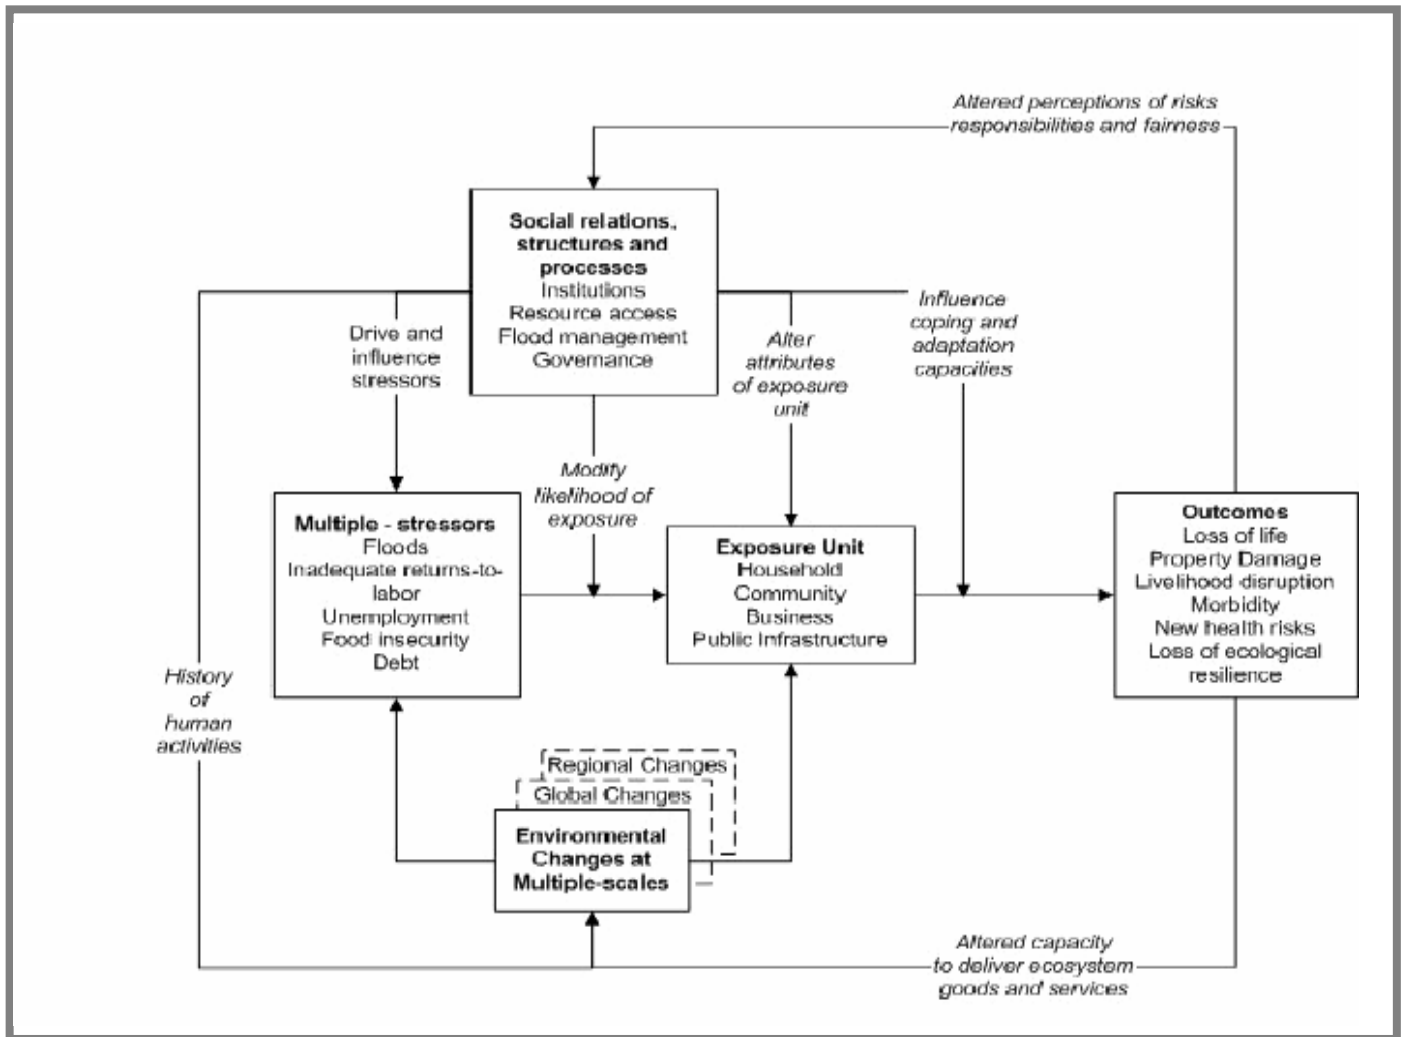 Altered perceptions of risks
responsibilities and fairness
Social relations,
structures and
processes
Institutions
Resource access
Flood management
Governance
Drive and
influence
stressors
Alter
attributes
of exposure
unit
Influence
coping and
adaptation
capacities
Modify
likelihood of
exposure
Multiple - stressors
Floods
Inadequate returns-to-
labor
Unemployment
Food insecurity
Debt
Exposure Unit
Household
Community
Business
Public Infrastructure
Outcomes
Loss of life
Property Damage
Livelihood disruption
Morbidity
New health risks
Loss of ecological
resilience
History
of
human
activities
Regional Changes
Global Changes
Environmental
Changes at
Multiple-scales
Altered capacity
to deliver ecosystem
goods and services